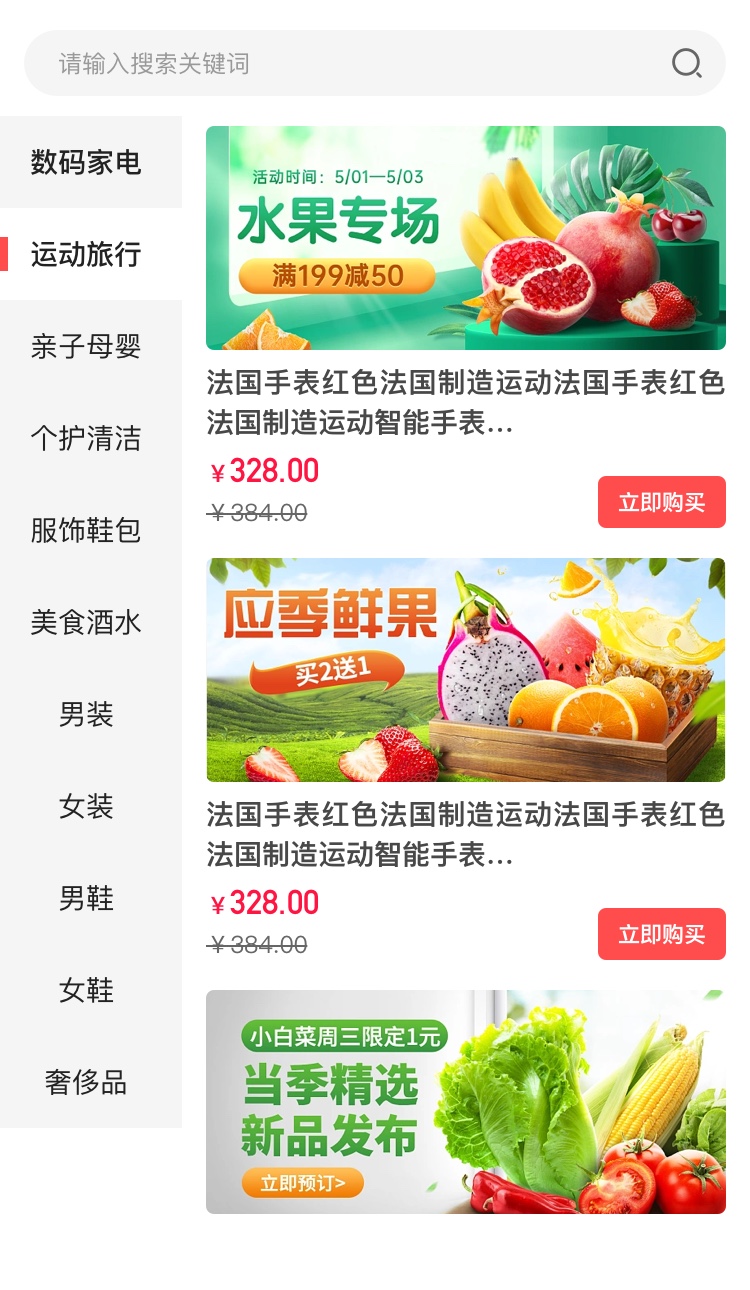 请输入搜索关键词
数码家电
运动旅行
亲子母婴
个护清洁
服饰鞋包
美食酒水
男装
女装
男鞋
女鞋
奢侈品
活动时间：5/01—5/03
水果专场
满199减50
法国手表红色法国制造运动法国手表红色
法国制造运动智能手表...
￥328.00
￥384.00
立即购买
应季鲜果
买2送1
法国手表红色法国制造运动法国手表红色
法国制造运动智能手表...
￥328.00
￥384.00
立即购买
小白菜周三限定1元
当季精选
新品发布
立即预订>